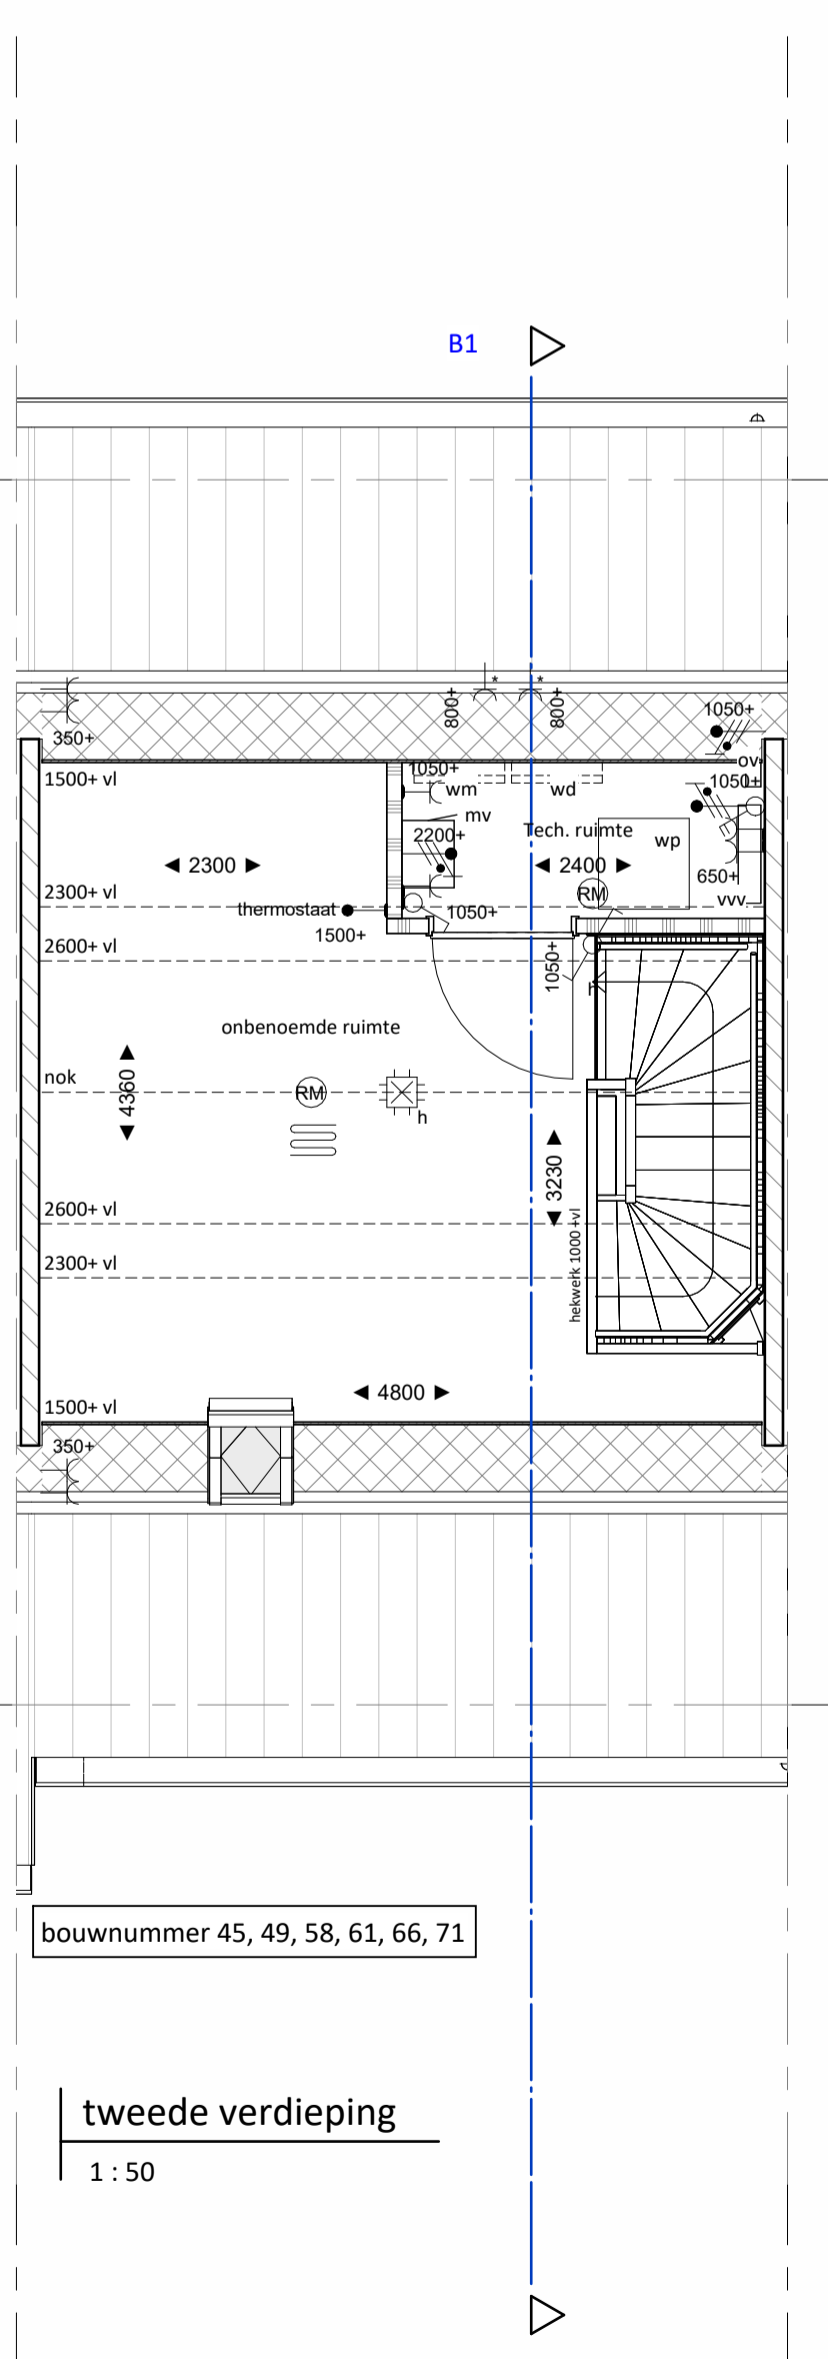 B1
800+
*
*
800+
1050+
350+
ov
1500+ vl
1050+
1050+
wm
wd
mv
2200+
Tech. ruimte
wp
2300
2400
650+
2300+ vl
RM
vvv
thermostaat
1050+
1500+
2600+ vl
1050+
onbenoemde ruimte
nok
4360
RM
h
3230
2600+ vl
hekwerk 1000 +vl
2300+ vl
4800
1500+ vl
350+
bouwnummer 45, 49, 58, 61, 66, 71
tweede verdieping
1 : 50